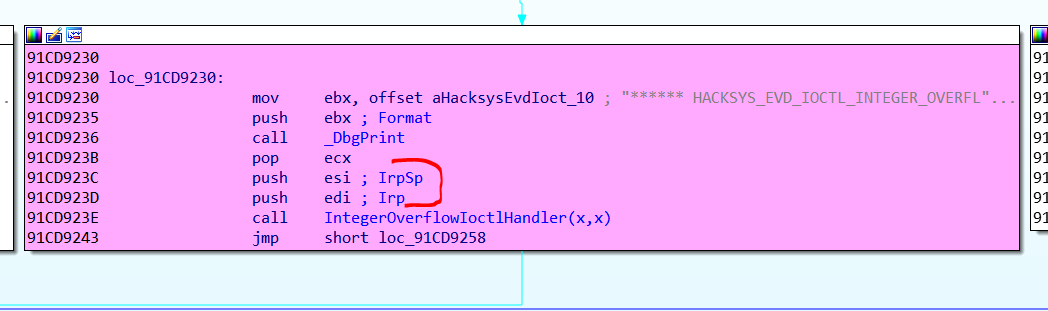 91CD9230
91CD9230 loc_91CD9230:
91CD9230 mov ebx, offset aHacksysEvdIoct_10 ; "****** HACKSYS_EVD_IOCTL_INTEGER_OVERFL"...
91CD9235 push ebx ; Format
91CD9236 call _DbgPrint
91CD923B pop ecx
91CD923C push esi ; IrpSp
91CD923D push edi ; Irp
91CD923E call IntegerOverflowIoctlHandler(x,x)
91CD9243 jmp short loc_91CD9258